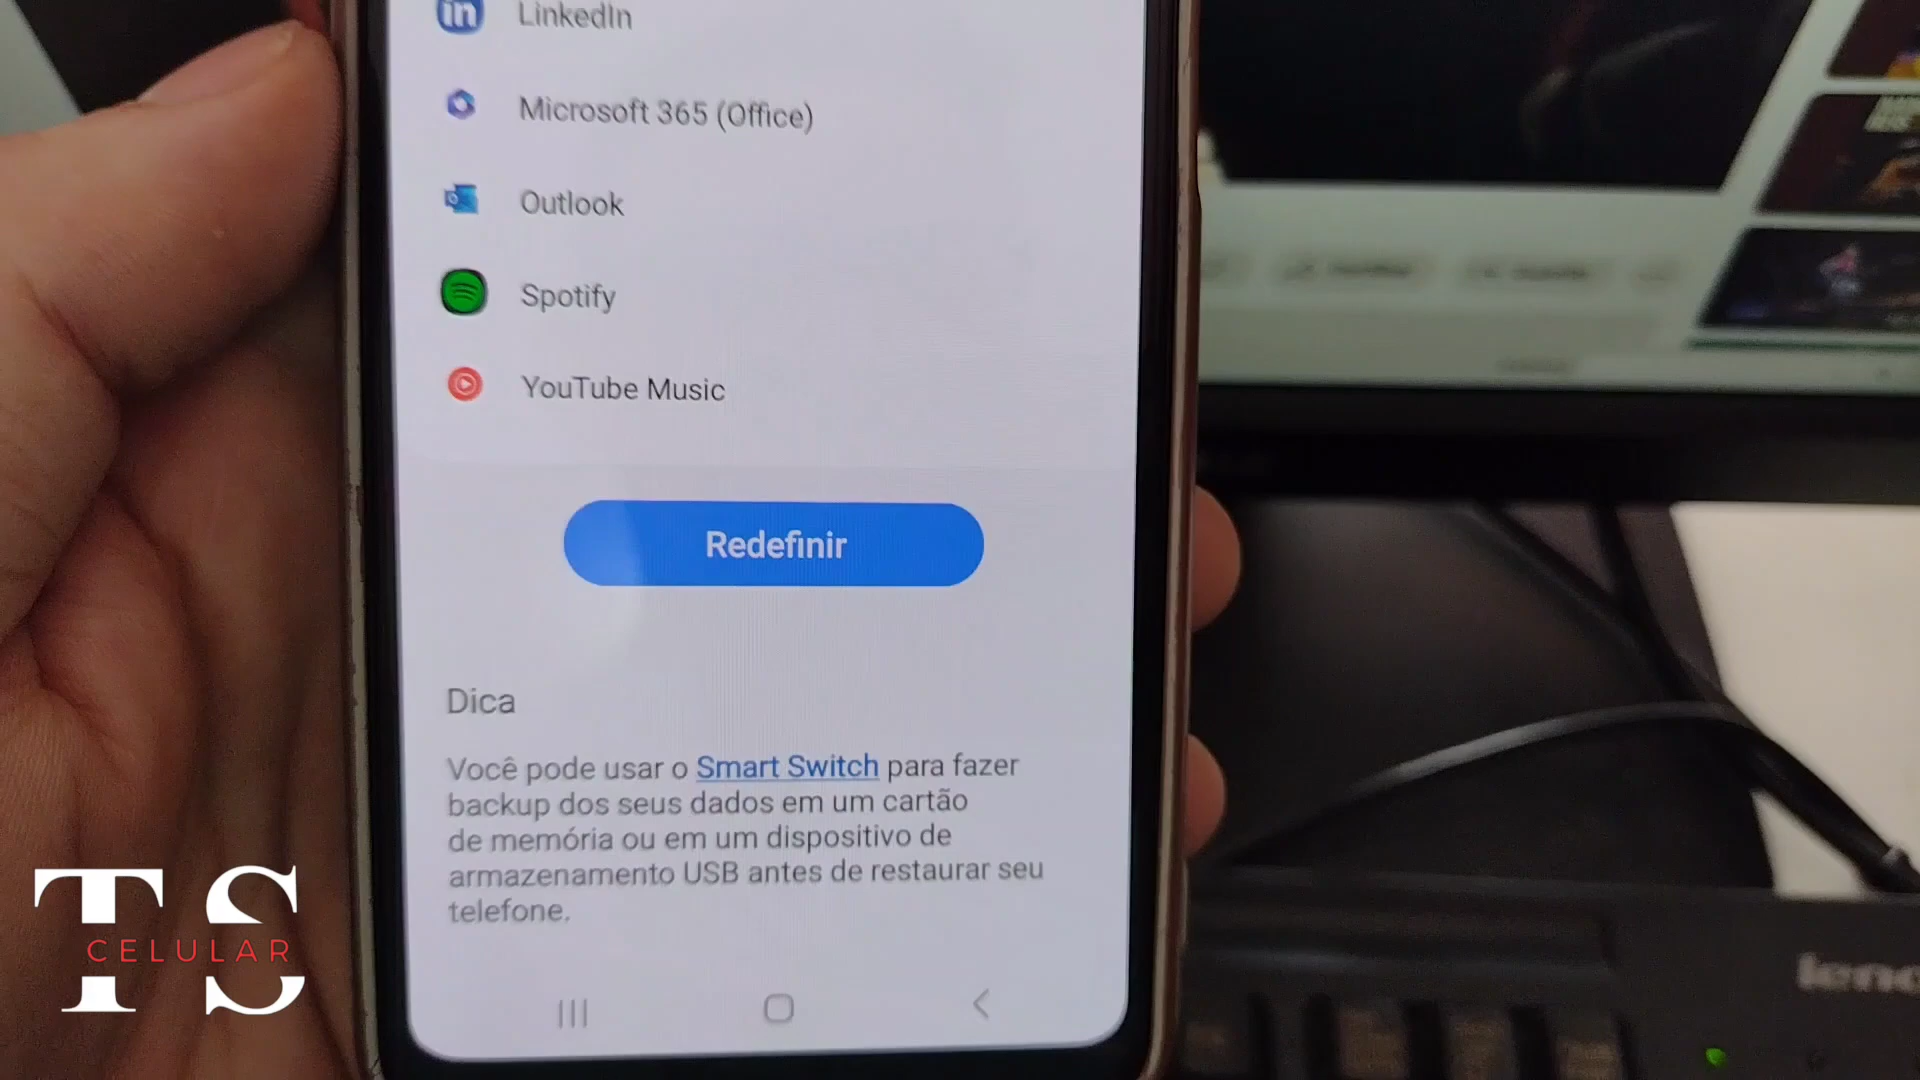 in LinkedIn
Microsoft 365 (Office)
Outlook
Spotify
YouTube Music
Redefinir
Dica
Você pode usar o Smart Switch para fazer
backup dos seus dados em um cartão
de memória ou em um dispositivo de
armazenamento USB antes de restaurar seu
telefone.
TS
CELULAR